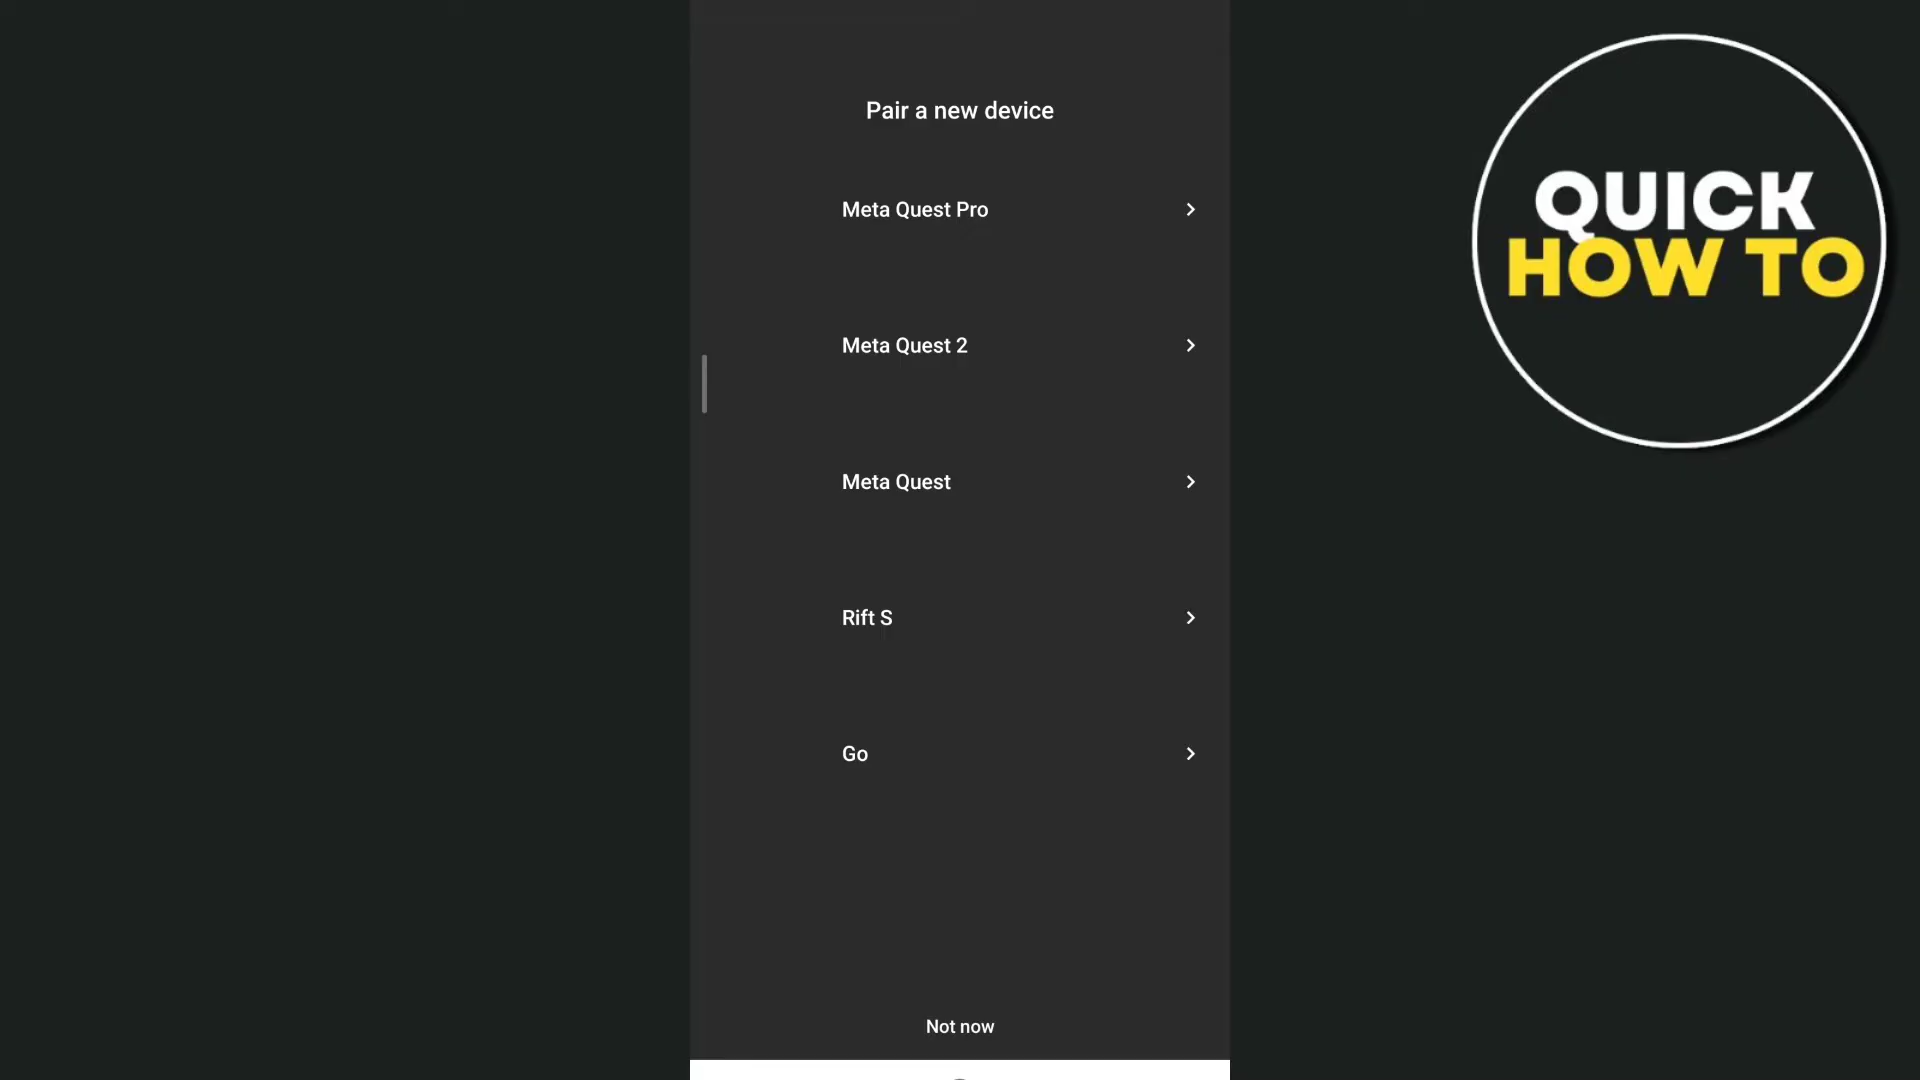 Pair a new device
Meta Quest Pro
Meta Quest 2
Meta Quest
Rift S
Go
Not now
QUICK
HOW TO